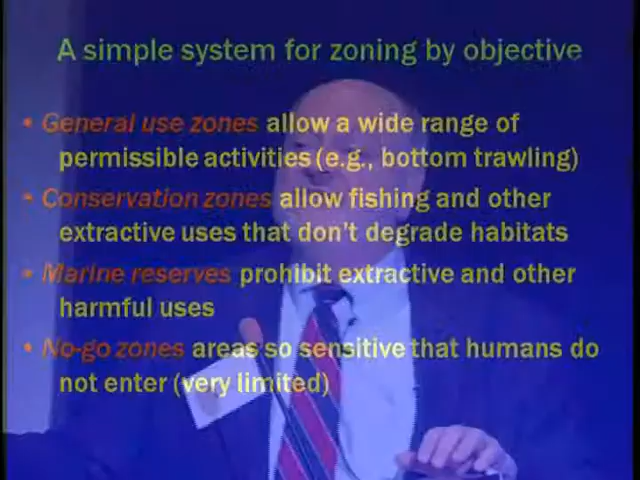 A simple system for zoning by objective
• General use zones allow a wide range of
permissible activities (e.g., bottom trawling)
• Conservation zones allow fishing and other
extractive uses that don't degrade habitats
• Marine reserves prohibit extractive and other
harmful uses
• No-go zones areas so sensitive that humans do
not enter (very limited)